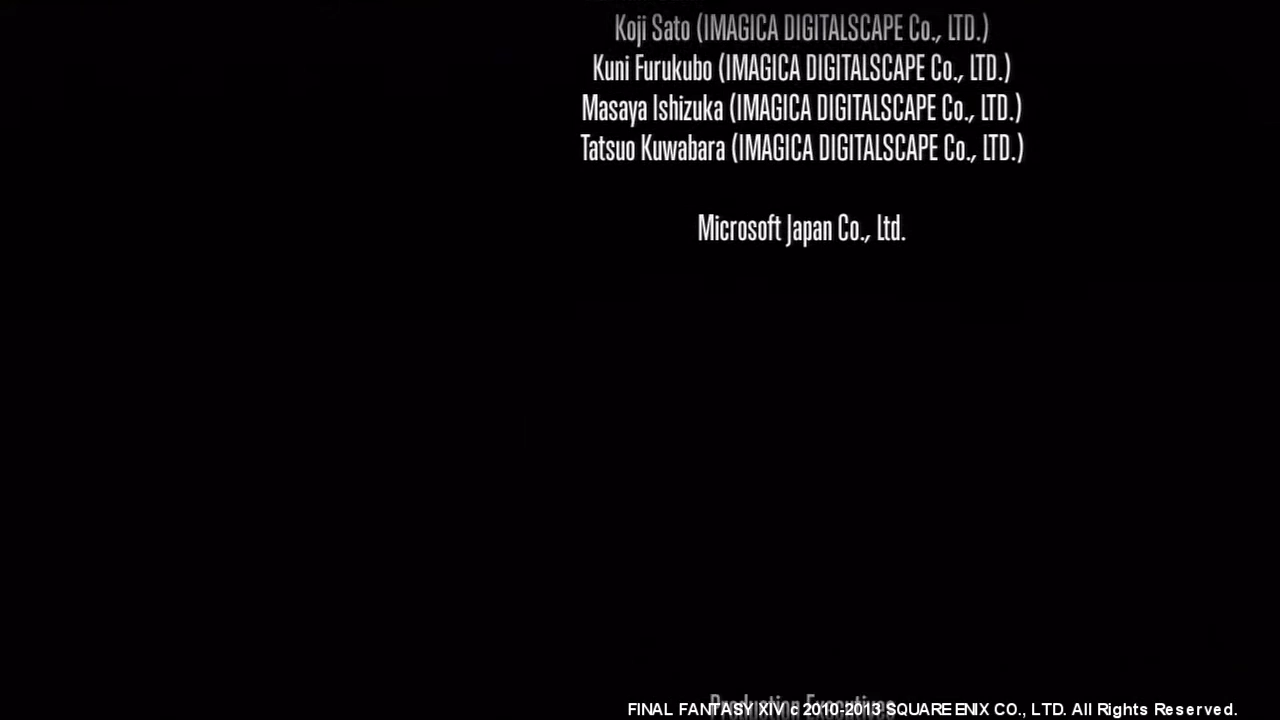 Koji Sato (IMAGICA DIGITALSCAPE Co., LTD.)
Kuni Furukubo (IMAGICA DIGITALSCAPE Co., LTD.)
Masaya Ishizuka (IMAGICA DIGITALSCAPE Co., LTD.)
Tatsuo Kuwabara (IMAGICA DIGITALSCAPE Co., LTD.)
Microsoft Japan Co., Ltd.
Production Executives
FINAL FANTASY XIV c 2010-2013 SQUARE ENIX CO., LTD. All Rights Reserved.